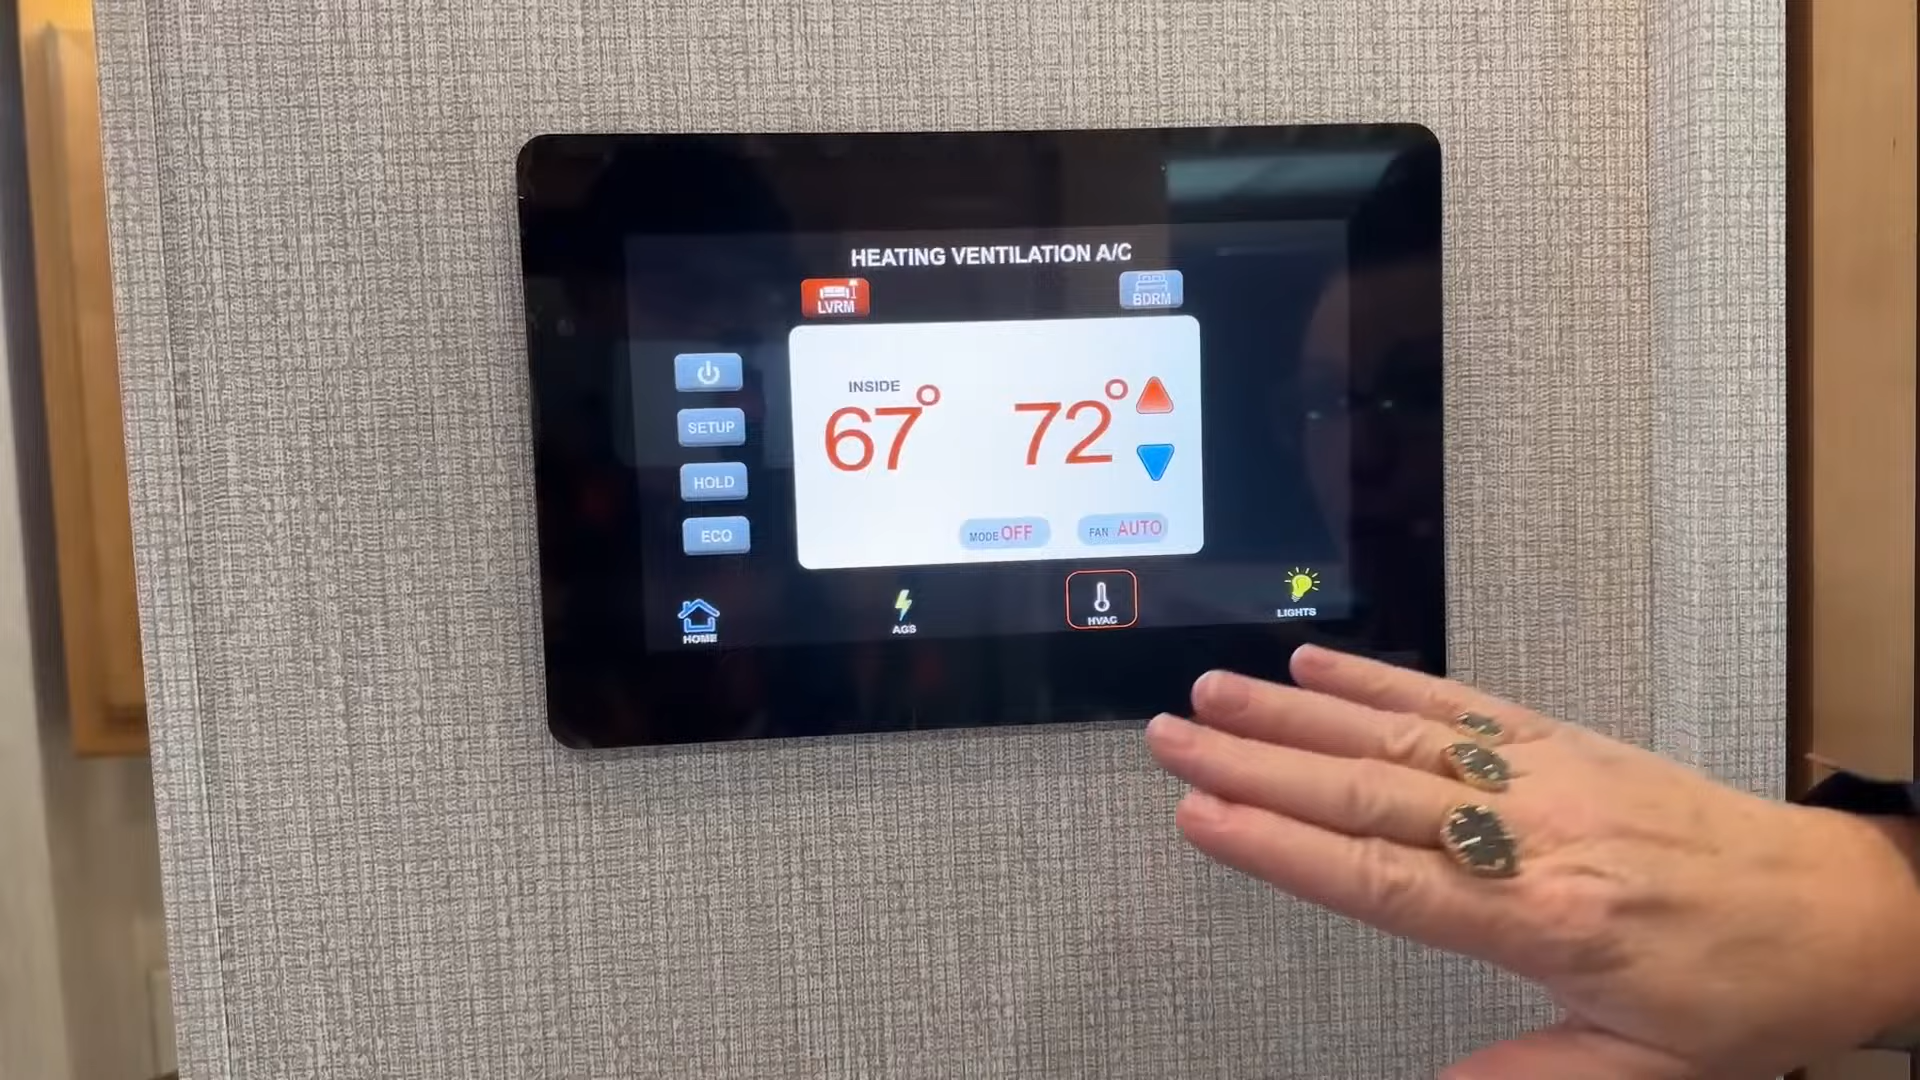 HEATING VENTILATION A/C
LVRM
BDRM
SETUP
HOLD
ECO
INSIDE
67° 72°
MODE OFF
FAN AUTO
HOME
AGS
HVAC
LIGHTS